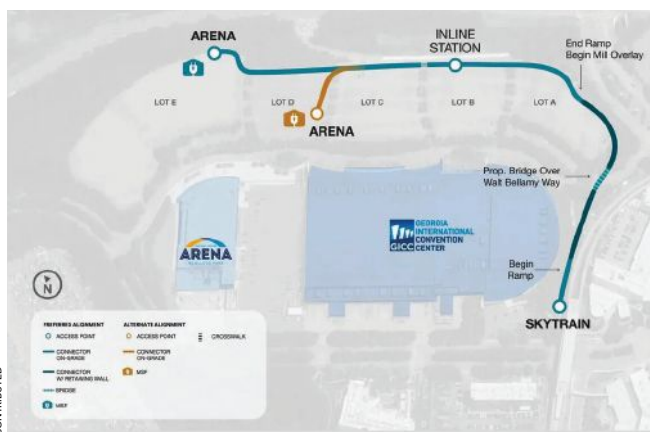 ARENA
INLINE
STATION
End Ramp
Begin Mill Overlay
LOT E
LOT D
LOT C
LOT B
LOT A
ARENA
Prop. Bridge Over
Walt Bellamy Way
GEORGIA
INTERNATIONAL
CONVENTION
CENTER
GICC
ARENA
Begin
Ramp
N
SKYTRAIN
PREFERRED ALIGNMENT
ALTERNATE ALIGNMENT
ACCESS POINT
ACCESS POINT
CROSSWALK
CONNECTOR
ON-GRADE
CONNECTOR
ON-GRADE
CONNECTOR
W/ RETAINING WALL
MSF
BRIDGE
MSF